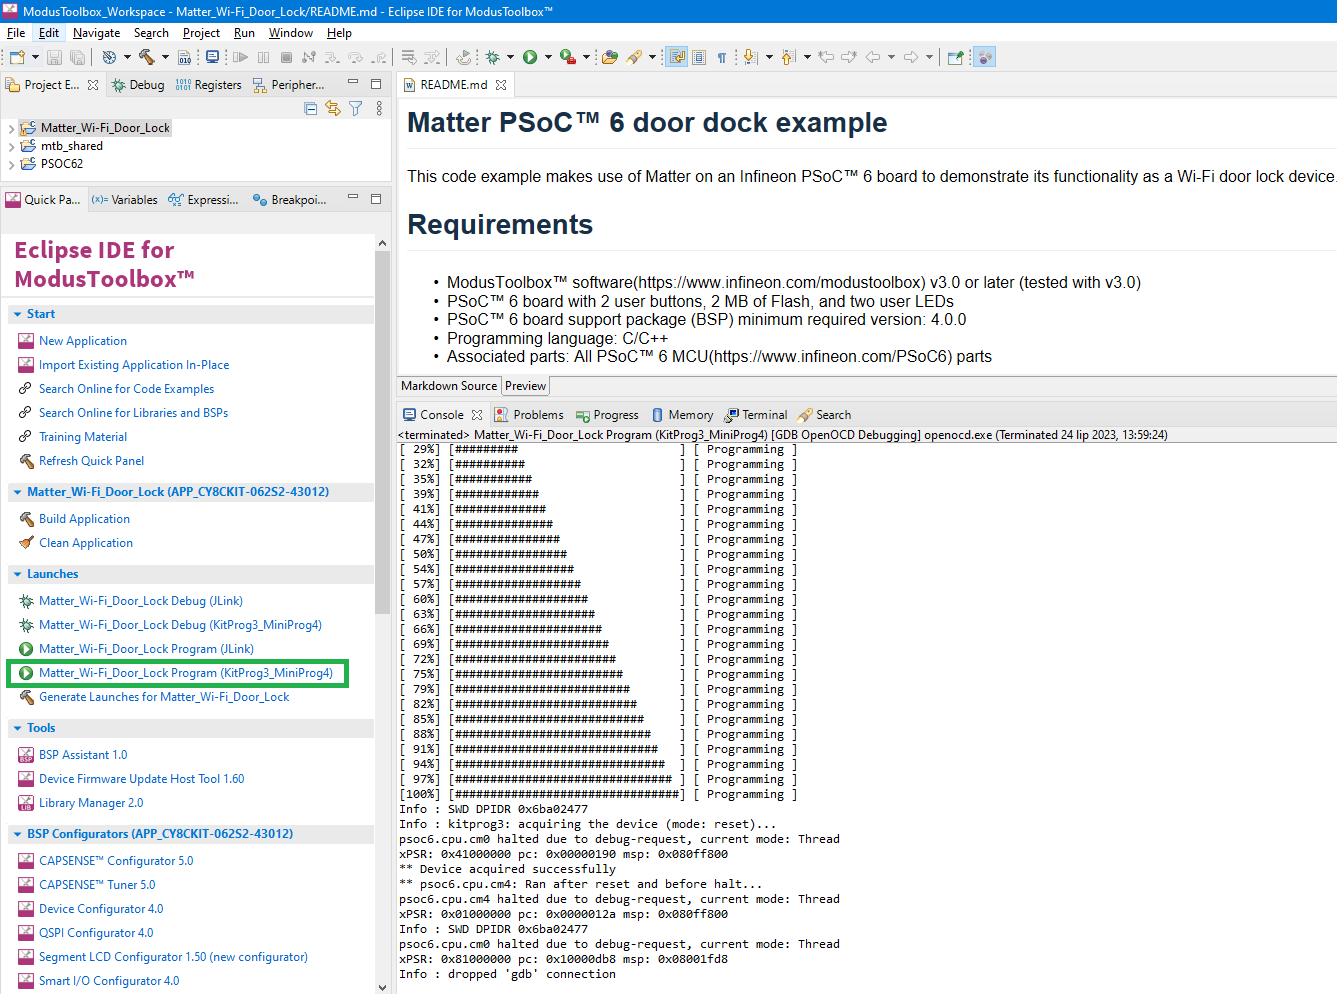 ModusToolbox_Workspace - Matter_Wi-Fi_Door_Lock/README.md - Eclipse IDE for ModusToolbox™
File Edit Navigate Search Project Run Window Help
Project E... Debug Registers Peripher...
Matter_Wi-Fi_Door_Lock
mtb_shared
PSOC62
Quick Pa... (x)= Variables Expressi... Breakpoi...
Eclipse IDE for
ModusToolbox™
Start
New Application
Import Existing Application In-Place
Search Online for Code Examples
Search Online for Libraries and BSPs
Training Material
Refresh Quick Panel
Matter_Wi-Fi_Door_Lock (APP_CY8CKIT-062S2-43012)
Build Application
Clean Application
Launches
Matter_Wi-Fi_Door_Lock Debug (JLink)
Matter_Wi-Fi_Door_Lock Debug (KitProg3_MiniProg4)
Matter_Wi-Fi_Door_Lock Program (JLink)
Matter_Wi-Fi_Door_Lock Program (KitProg3_MiniProg4)
Generate Launches for Matter_Wi-Fi_Door_Lock
Tools
BSP Assistant 1.0
Device Firmware Update Host Tool 1.60
Library Manager 2.0
BSP Configurators (APP_CY8CKIT-062S2-43012)
CAPSENSE™ Configurator 5.0
CAPSENSE™ Tuner 5.0
Device Configurator 4.0
QSPI Configurator 4.0
Segment LCD Configurator 1.50 (new configurator)
Smart I/O Configurator 4.0
README.md
Matter PSoC™ 6 door dock example
This code example makes use of Matter on an Infineon PSoC™ 6 board to demonstrate its functionality as a Wi-Fi door lock device.
Requirements
• ModusToolbox™ software(https://www.infineon.com/modustoolbox) v3.0 or later (tested with v3.0)
• PSoC™ 6 board with 2 user buttons, 2 MB of Flash, and two user LEDs
• PSoC™ 6 board support package (BSP) minimum required version: 4.0.0
• Programming language: C/C++
• Associated parts: All PSoC™ 6 MCU(https://www.infineon.com/PSoC6) parts
Markdown Source Preview
Console Problems Progress Memory Terminal Search
<terminated> Matter_Wi-Fi_Door_Lock Program (KitProg3_MiniProg4) [GDB OpenOCD Debugging] openocd.exe (Terminated 24 lip 2023, 13:59:24)
[ 29%] [#########                       ] [ Programming ]
[ 32%] [##########                      ] [ Programming ]
[ 35%] [###########                     ] [ Programming ]
[ 39%] [############                    ] [ Programming ]
[ 41%] [#############                   ] [ Programming ]
[ 44%] [##############                  ] [ Programming ]
[ 47%] [###############                 ] [ Programming ]
[ 50%] [################                ] [ Programming ]
[ 54%] [#################               ] [ Programming ]
[ 57%] [##################              ] [ Programming ]
[ 60%] [###################             ] [ Programming ]
[ 63%] [####################            ] [ Programming ]
[ 66%] [#####################           ] [ Programming ]
[ 69%] [######################          ] [ Programming ]
[ 72%] [#######################         ] [ Programming ]
[ 75%] [########################        ] [ Programming ]
[ 79%] [#########################       ] [ Programming ]
[ 82%] [##########################      ] [ Programming ]
[ 85%] [###########################     ] [ Programming ]
[ 88%] [############################    ] [ Programming ]
[ 91%] [#############################   ] [ Programming ]
[ 94%] [##############################  ] [ Programming ]
[ 97%] [############################### ] [ Programming ]
[100%] [################################] [ Programming ]
Info : SWD DPIDR 0x6ba02477
Info : kitprog3: acquiring the device (mode: reset)...
psoc6.cpu.cm0 halted due to debug-request, current mode: Thread
xPSR: 0x41000000 pc: 0x00000190 msp: 0x080ff800
** Device acquired successfully
** psoc6.cpu.cm4: Ran after reset and before halt...
psoc6.cpu.cm4 halted due to debug-request, current mode: Thread
xPSR: 0x01000000 pc: 0x0000012a msp: 0x080ff800
Info : SWD DPIDR 0x6ba02477
psoc6.cpu.cm0 halted due to debug-request, current mode: Thread
xPSR: 0x81000000 pc: 0x10000db8 msp: 0x08001fd8
Info : dropped 'gdb' connection